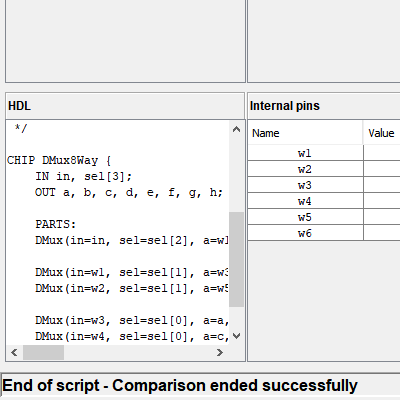 HDL
*/
CHIP DMux8Way {
IN in, sel[3];
OUT a, b, c, d, e, f, g, h;
PARTS:
DMux(in=in, sel=sel[2], a=w1
DMux(in=w1, sel=sel[1], a=w3
DMux(in=w2, sel=sel[1], a=w5
DMux(in=w3, sel=sel[0], a=a,
DMux(in=w4, sel=sel[0], a=c,
Internal pins
Name Value
w1
w2
w3
w4
w5
w6
End of script - Comparison ended successfully